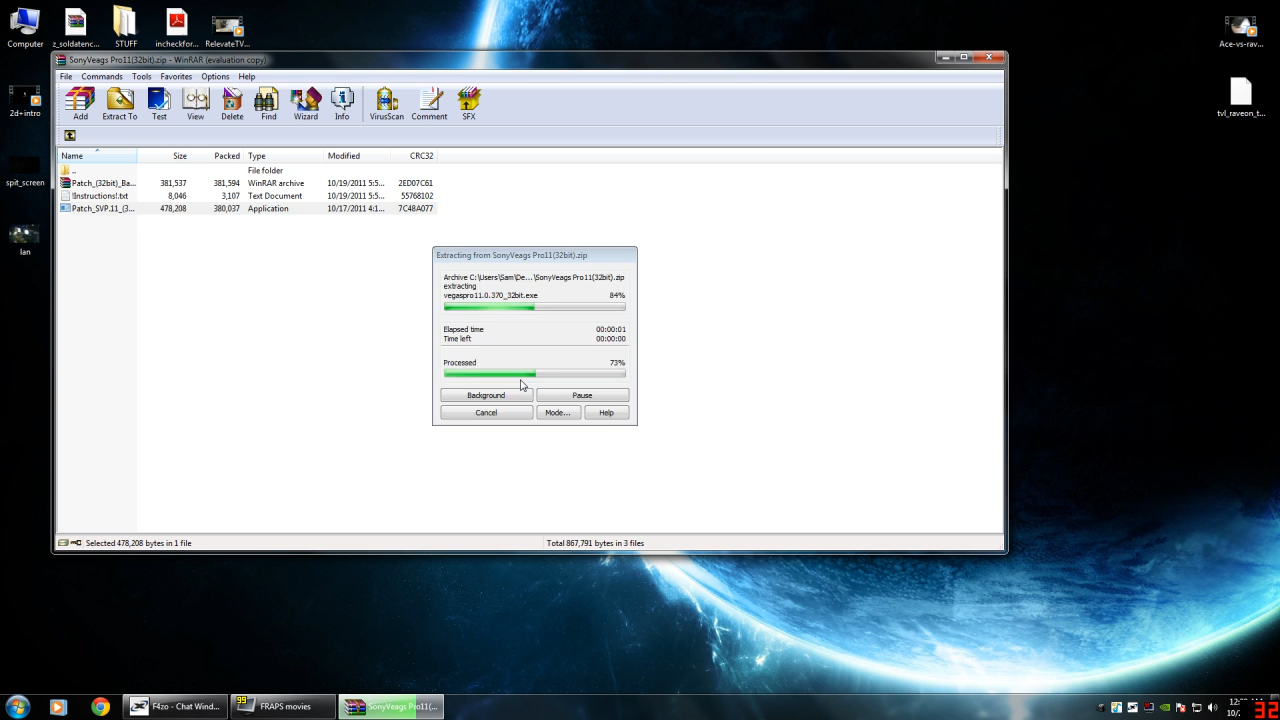 Computer
z_soldatenc...
STUFF
incheckfor...
RelevateTV...
Ace-vs-rav...
2d+intro
tvl_raveon_t...
spit_screen
lan
SonyVeags Pro11(32bit).zip - WinRAR (evaluation copy)
File Commands Tools Favorites Options Help
Add Extract To Test View Delete Find Wizard Info VirusScan Comment SFX
Name Size Packed Type Modified CRC32
.. File folder
Patch_(32bit)_Ba... 381,537 381,594 WinRAR archive 10/19/2011 5:5... 2ED07C61
!Instructions!.txt 8,046 3,107 Text Document 10/19/2011 5:5... 55768102
Patch_SVP.11_(3... 478,208 380,037 Application 10/17/2011 4:1... 7C48A077
Extracting from SonyVeags Pro11(32bit).zip
Archive C:\Users\Sam\De...\SonyVeags Pro11(32bit).zip
extracting
vegaspro11.0.370_32bit.exe 84%
Elapsed time 00:00:01
Time left 00:00:00
Processed 73%
Background Pause
Cancel Mode... Help
Selected 478,208 bytes in 1 file Total 867,791 bytes in 3 files
F4zo - Chat Wind...
99
FRAPS movies
SonyVeags Pro11(...
32